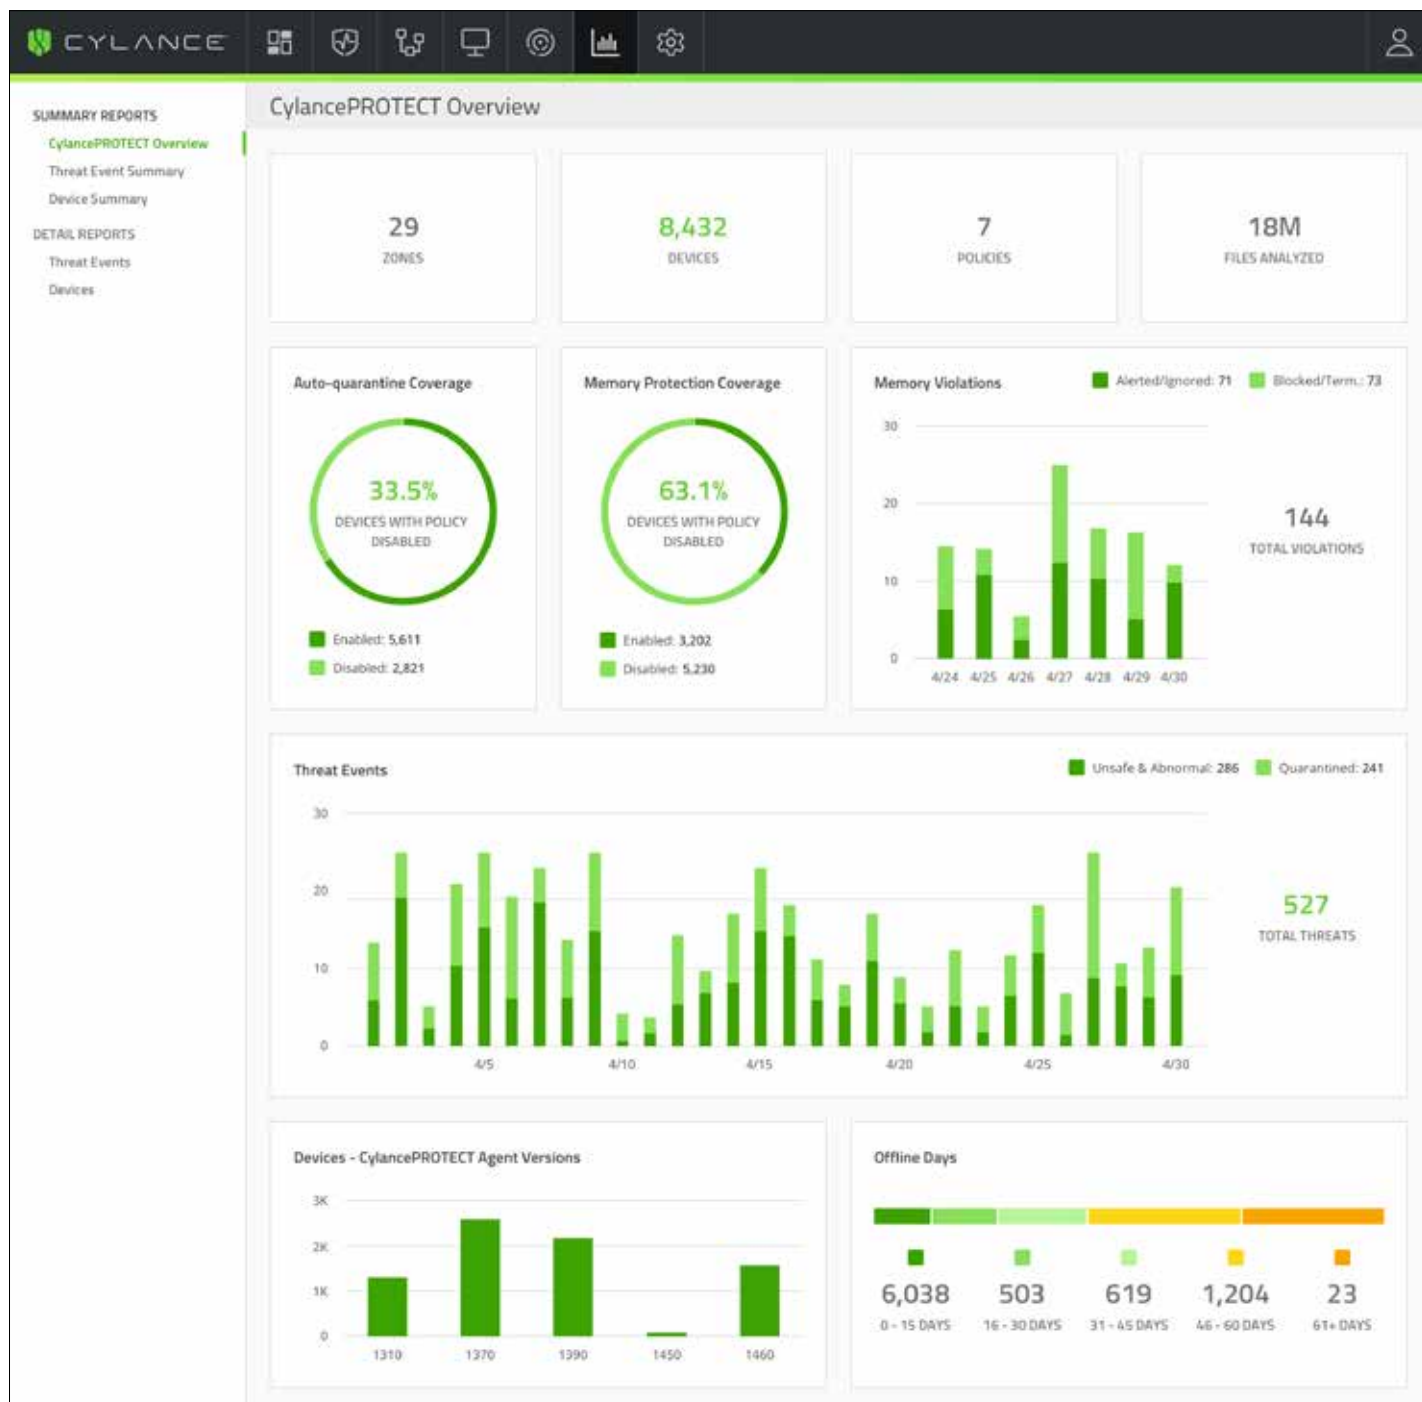 CYLANCE
SUMMARY REPORTS
CylancePROTECT Overview
Threat Event Summary
Device Summary
DETAIL REPORTS
Threat Events
Devices
CylancePROTECT Overview
29
ZONES
8,432
DEVICES
7
POLICIES
18M
FILES ANALYZED
Auto-quarantine Coverage
33.5%
DEVICES WITH POLICY
DISABLED
Enabled: 5,611
Disabled: 2,821
Memory Protection Coverage
63.1%
DEVICES WITH POLICY
DISABLED
Enabled: 3,202
Disabled: 5,230
Memory Violations
Alerted/Ignored: 71
Blocked/Term.: 73
30
20
10
0
4/24 4/25 4/26 4/27 4/28 4/29 4/30
144
TOTAL VIOLATIONS
Threat Events
Unsafe & Abnormal: 286
Quarantined: 241
30
20
10
0
4/5 4/10 4/15 4/20 4/25 4/30
527
TOTAL THREATS
Devices - CylancePROTECT Agent Versions
3K
2K
1K
0
1310 1370 1390 1450 1460
Offline Days
6,038 503 619 1,204 23
0 - 15 DAYS 16 - 30 DAYS 31 - 45 DAYS 46 - 60 DAYS 61+ DAYS